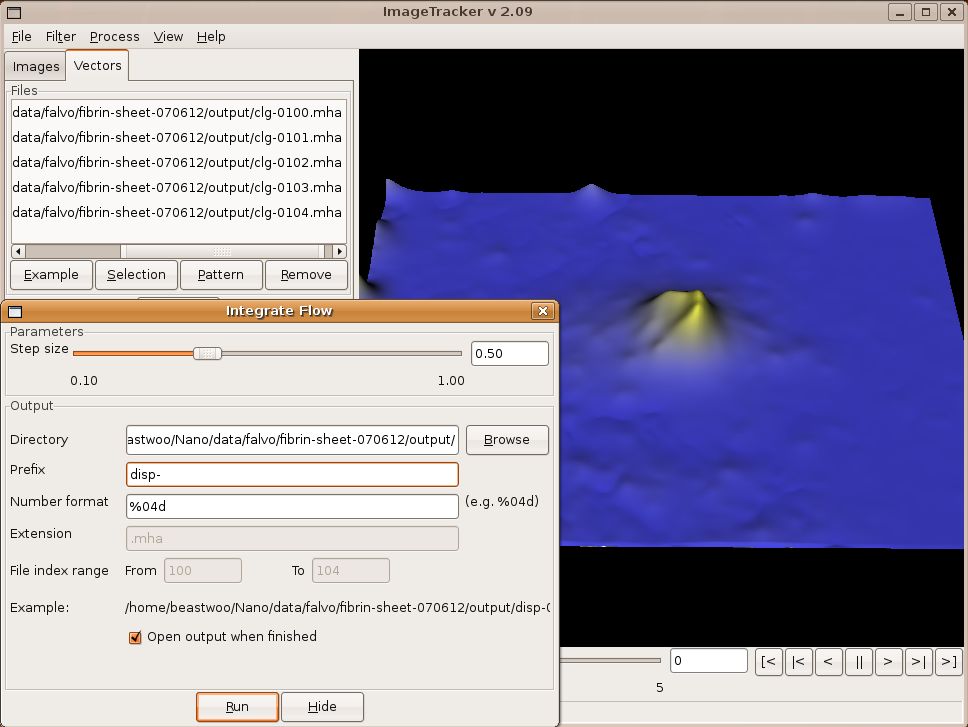 ImageTracker v 2.09
File Filter Process View Help
Images Vectors
Files
data/falvo/fibrin-sheet-070612/output/clg-0100.mha
data/falvo/fibrin-sheet-070612/output/clg-0101.mha
data/falvo/fibrin-sheet-070612/output/clg-0102.mha
data/falvo/fibrin-sheet-070612/output/clg-0103.mha
data/falvo/fibrin-sheet-070612/output/clg-0104.mha
Example Selection Pattern Remove
Integrate Flow
Parameters
Step size 0.50
0.10 1.00
Output
Directory astwoo/Nano/data/falvo/fibrin-sheet-070612/output/ Browse
Prefix disp-
Number format %04d (e.g. %04d)
Extension .mha
File index range From 100 To 104
Example: /home/beastwoo/Nano/data/falvo/fibrin-sheet-070612/output/disp-0
Open output when finished
Run Hide
0 [< |< < || > >| >]
5